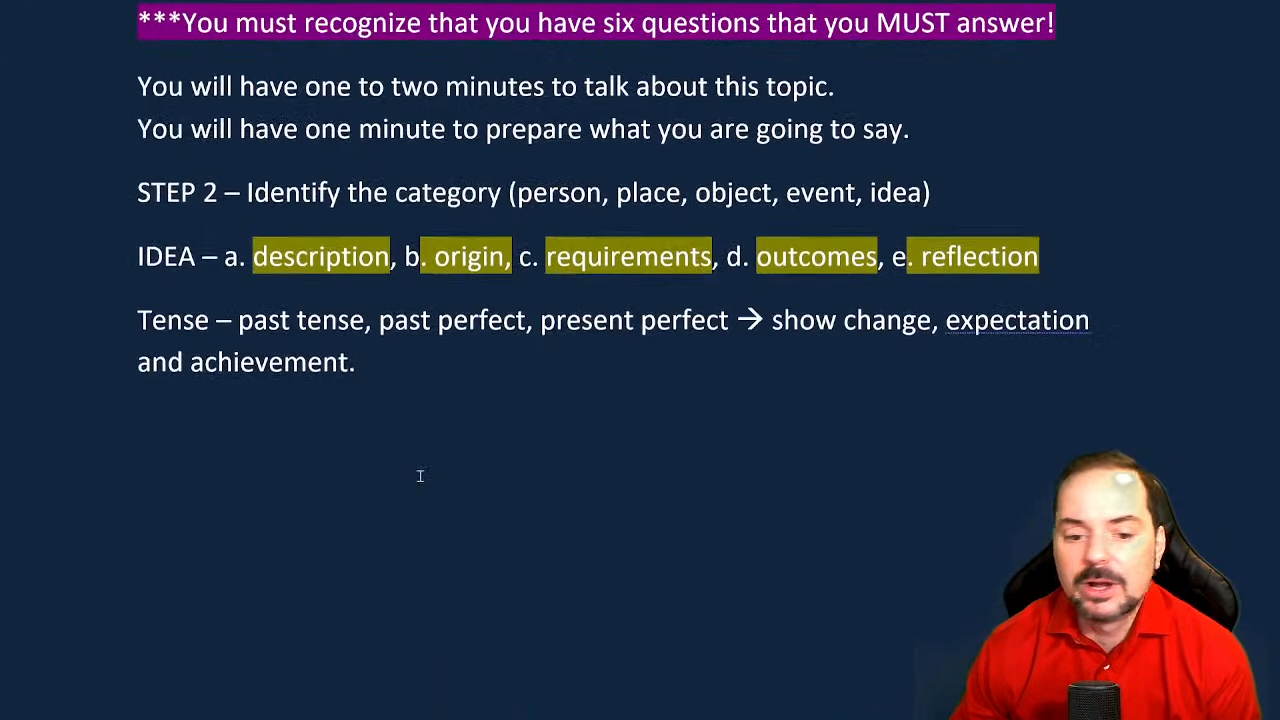 ***You must recognize that you have six questions that you MUST answer!
You will have one to two minutes to talk about this topic.
You will have one minute to prepare what you are going to say.
STEP 2 – Identify the category (person, place, object, event, idea)
IDEA – a. description, b. origin, c. requirements, d. outcomes, e. reflection
Tense – past tense, past perfect, present perfect → show change, expectation
and achievement.